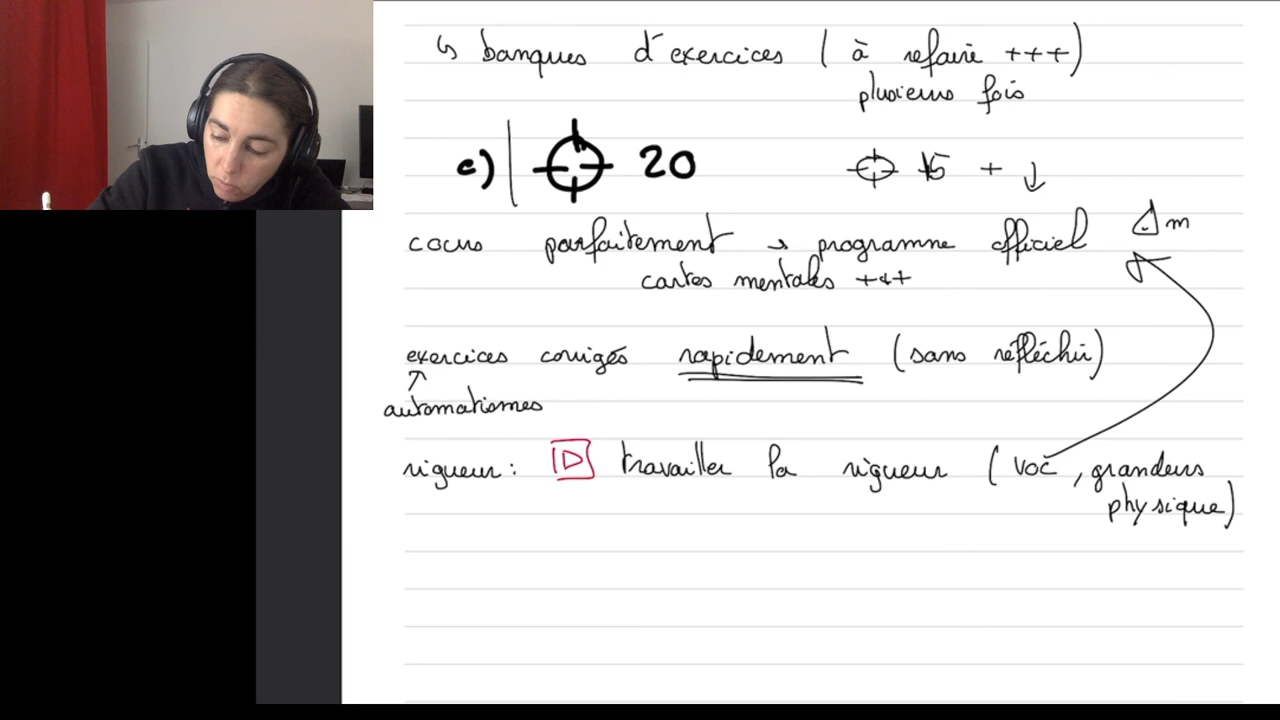 ↳ banques d'exercices (à refaire +++)
plusieurs fois
c) 20 15 + ↓
cours parfaitement → programme officiel ⚠ m
cartes mentales +++
exercices corrigés rapidement (sans réfléchir)
↑
automatismes
rigueur : travailler la rigueur (voc, grandeurs
physique)